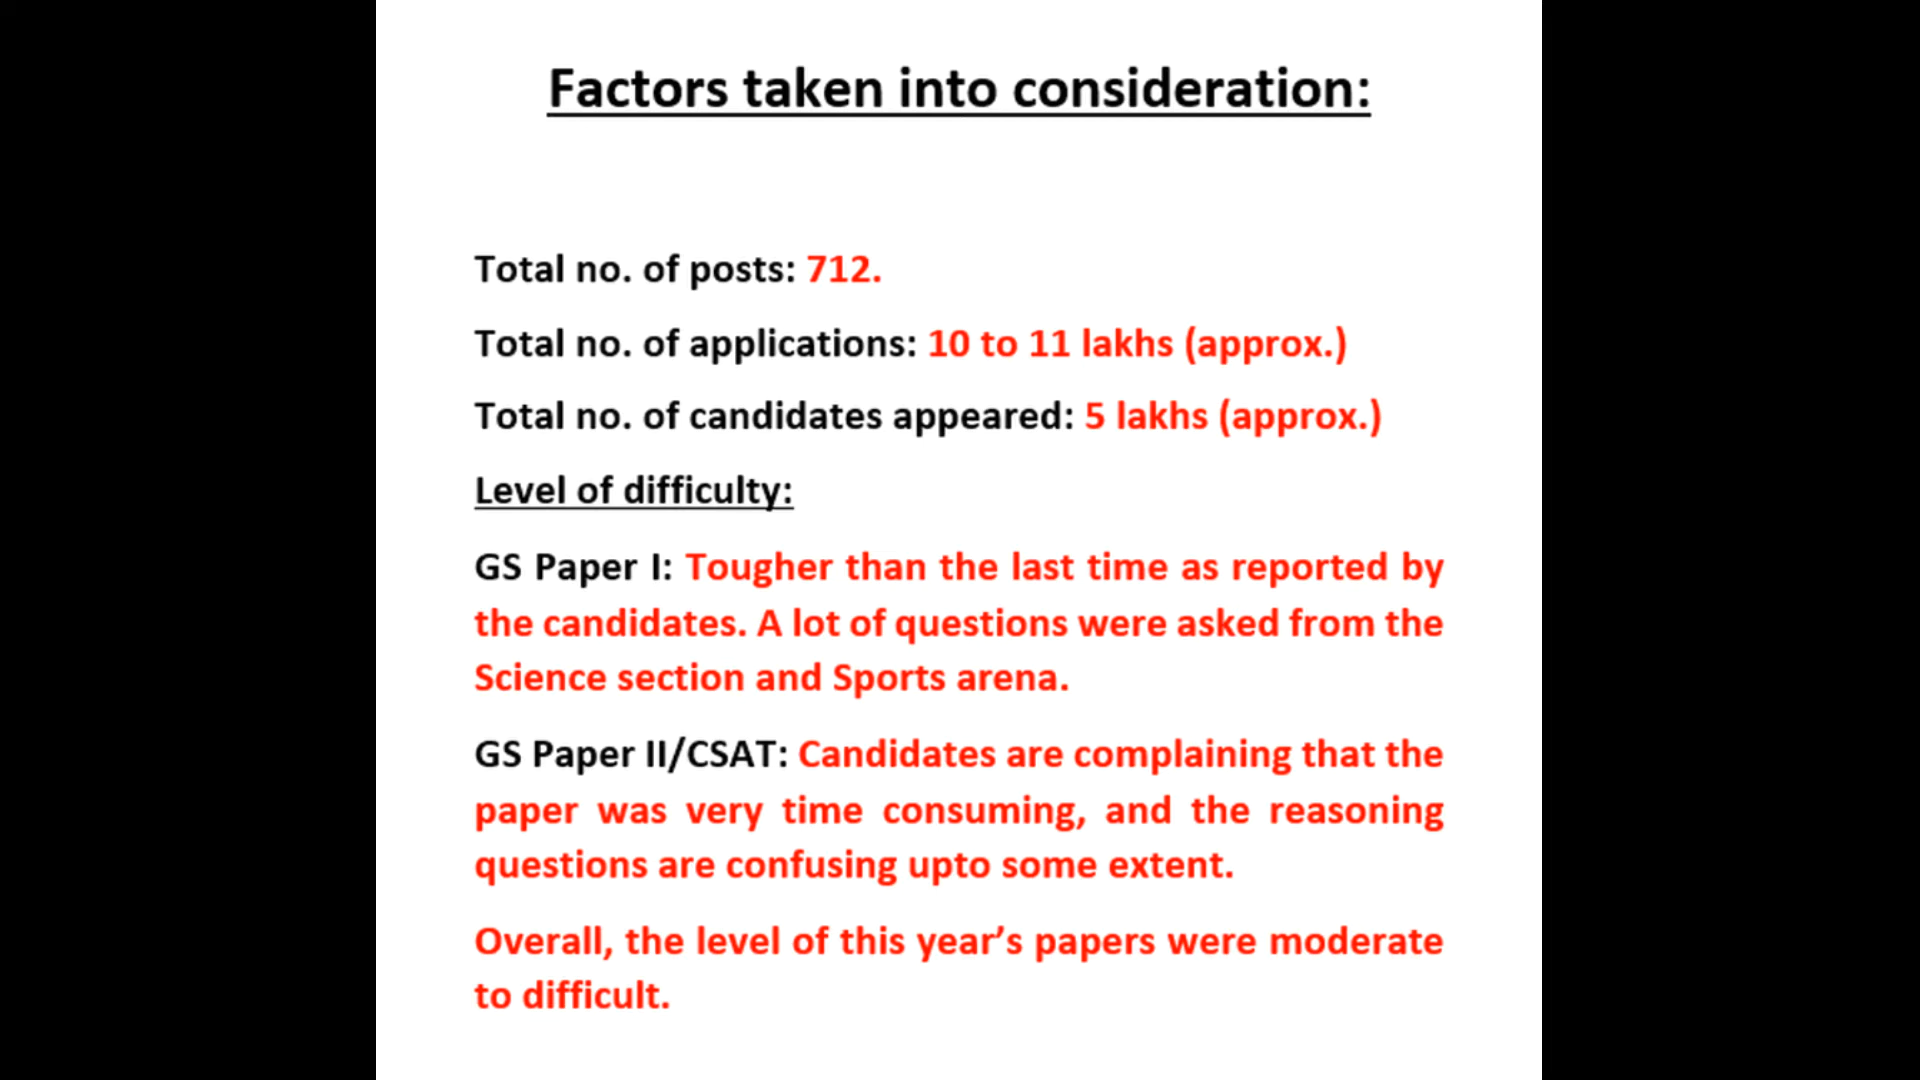 Factors taken into consideration:
Total no. of posts: 712.
Total no. of applications: 10 to 11 lakhs (approx.)
Total no. of candidates appeared: 5 lakhs (approx.)
Level of difficulty:
GS Paper I: Tougher than the last time as reported by
the candidates. A lot of questions were asked from the
Science section and Sports arena.
GS Paper II/CSAT: Candidates are complaining that the
paper was very time consuming, and the reasoning
questions are confusing upto some extent.
Overall, the level of this year’s papers were moderate
to difficult.